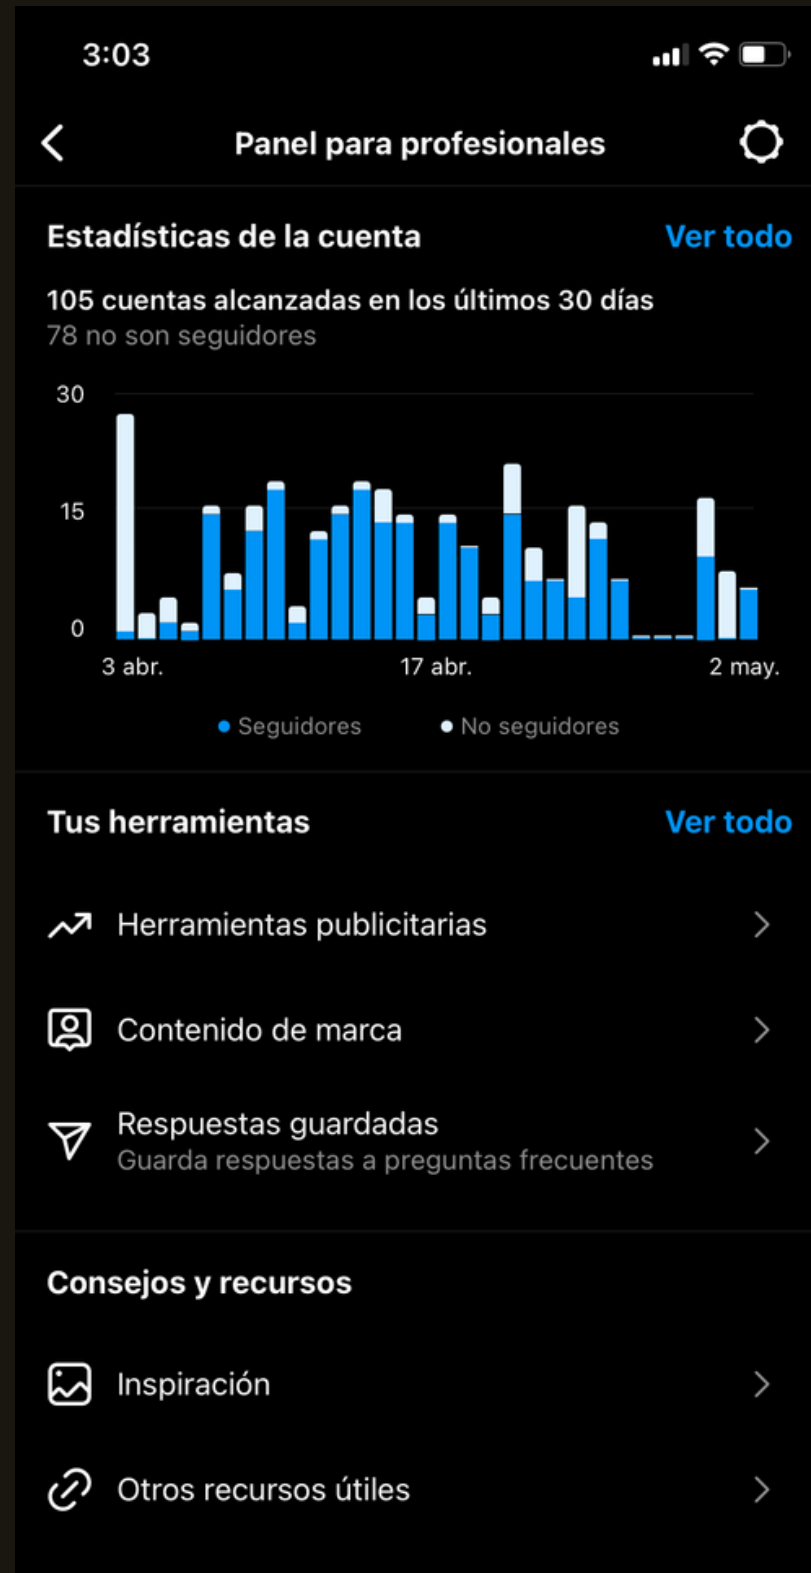 3:03
Panel para profesionales
Estadísticas de la cuenta
Ver todo
105 cuentas alcanzadas en los últimos 30 días
78 no son seguidores
30
15
0
3 abr.
17 abr.
2 may.
Seguidores
No seguidores
Tus herramientas
Ver todo
Herramientas publicitarias
Contenido de marca
Respuestas guardadas
Guarda respuestas a preguntas frecuentes
Consejos y recursos
Inspiración
Otros recursos útiles